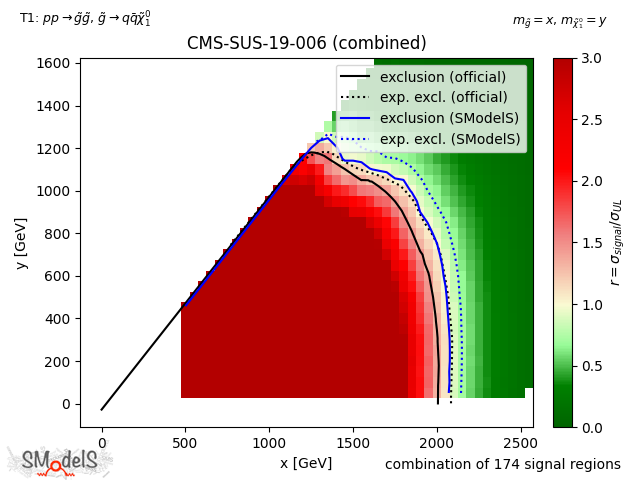 T1: pp → g̃g̃, g̃ → qq̄χ̃₁⁰
m_g̃ = x, m_χ̃₁⁰ = y
CMS-SUS-19-006 (combined)
exclusion (official)
exp. excl. (official)
exclusion (SModelS)
exp. excl. (SModelS)
1600
1400
1200
1000
800
600
400
200
0
y [GeV]
0 500 1000 1500 2000 2500
x [GeV]
3.0
2.5
2.0
1.5
1.0
0.5
0.0
r = σ_signal/σ_UL
SModelS
combination of 174 signal regions